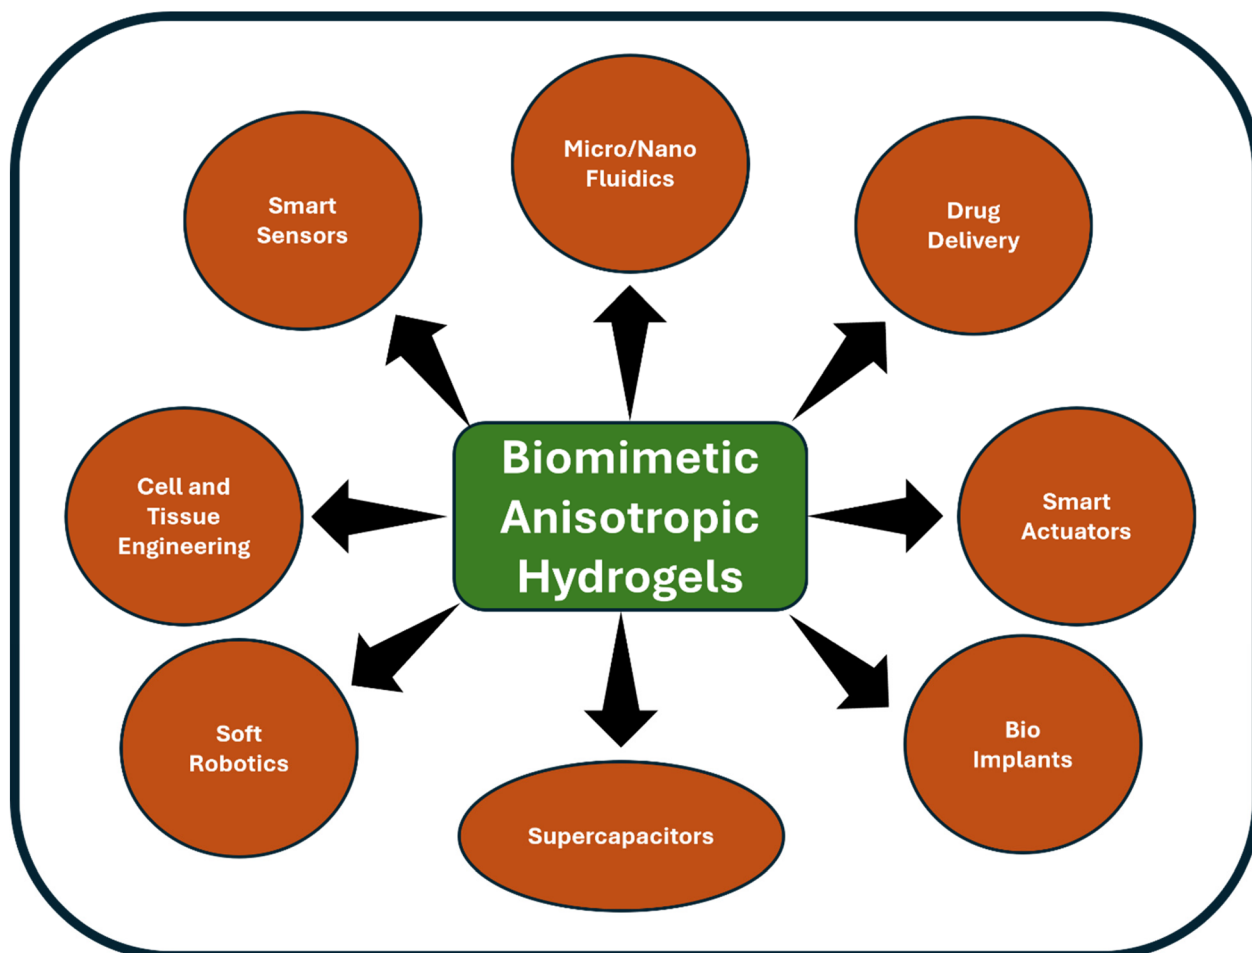 Micro/Nano
Fluidics
Smart
Sensors
Drug
Delivery
Biomimetic
Anisotropic
Hydrogels
Cell and
Tissue
Engineering
Smart
Actuators
Soft
Robotics
Bio
Implants
Supercapacitors